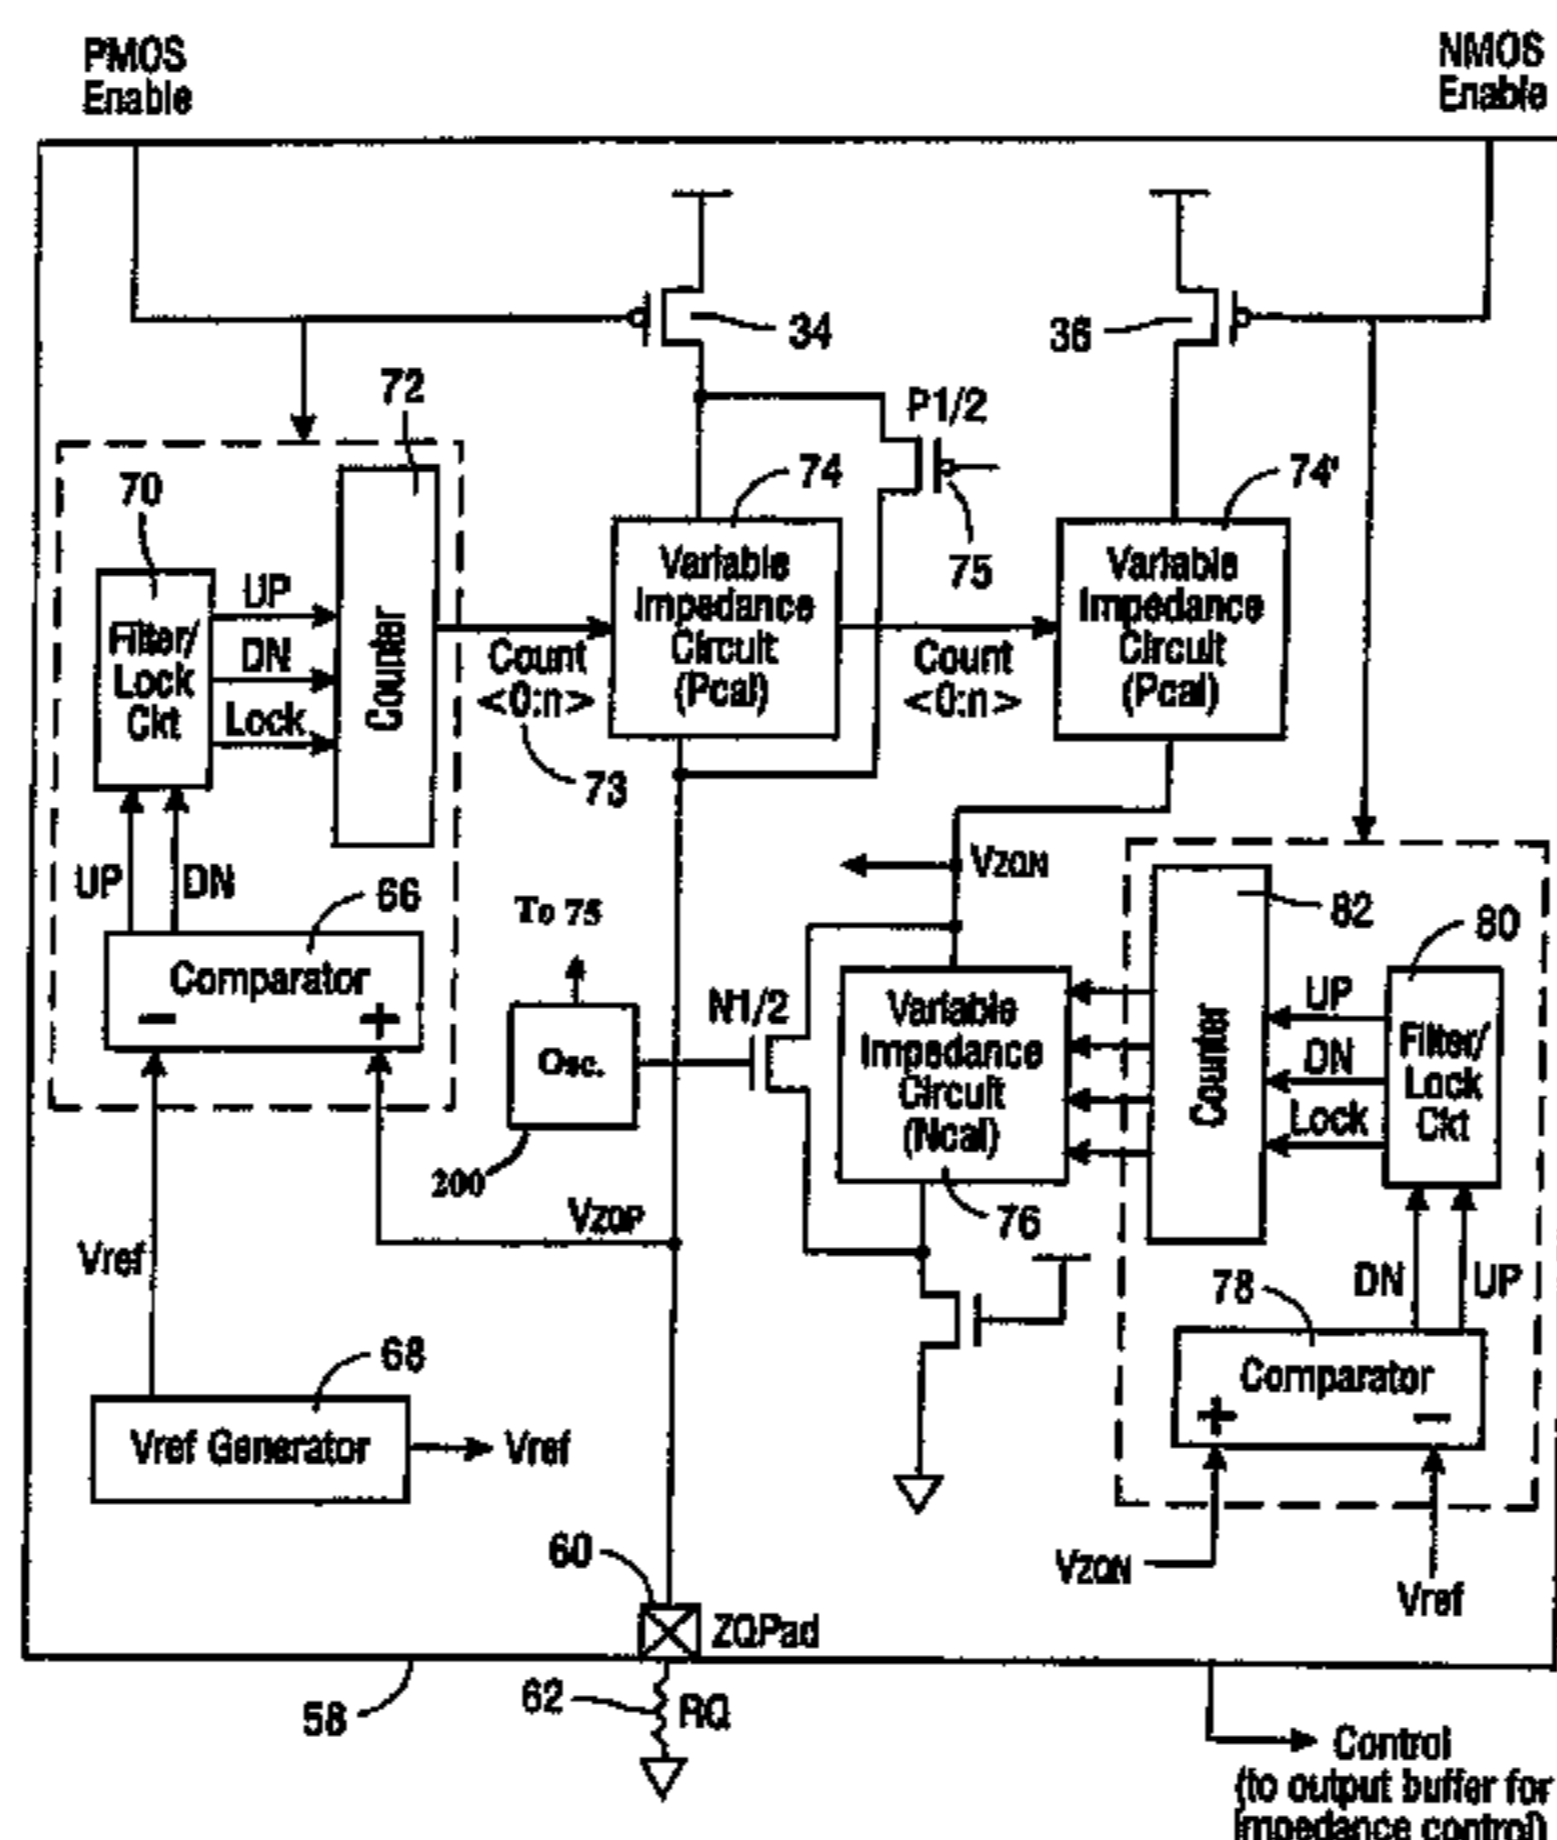 PMOS
Enable
NMOS
Enable
34
36
72
P1/2
70
74
74'
75
UP
DN
Lock
Filter/
Lock
Ckt
Counter
Count
<0:n>
73
Variable
Impedance
Circuit
(Pcal)
Count
<0:n>
Variable
Impedance
Circuit
(Pcal)
UP
DN
66
To 75
VZQN
82
80
Comparator
− +
N1/2
Osc.
200
Variable
Impedance
Circuit
(Ncal)
76
Counter
UP
DN
Lock
Filter/
Lock
Ckt
VZQP
Vref
DN
UP
78
Comparator
+ −
68
Vref Generator
Vref
60
ZQPad
VZQN
Vref
58
62
RQ
Control
(to output buffer for
impedance control)